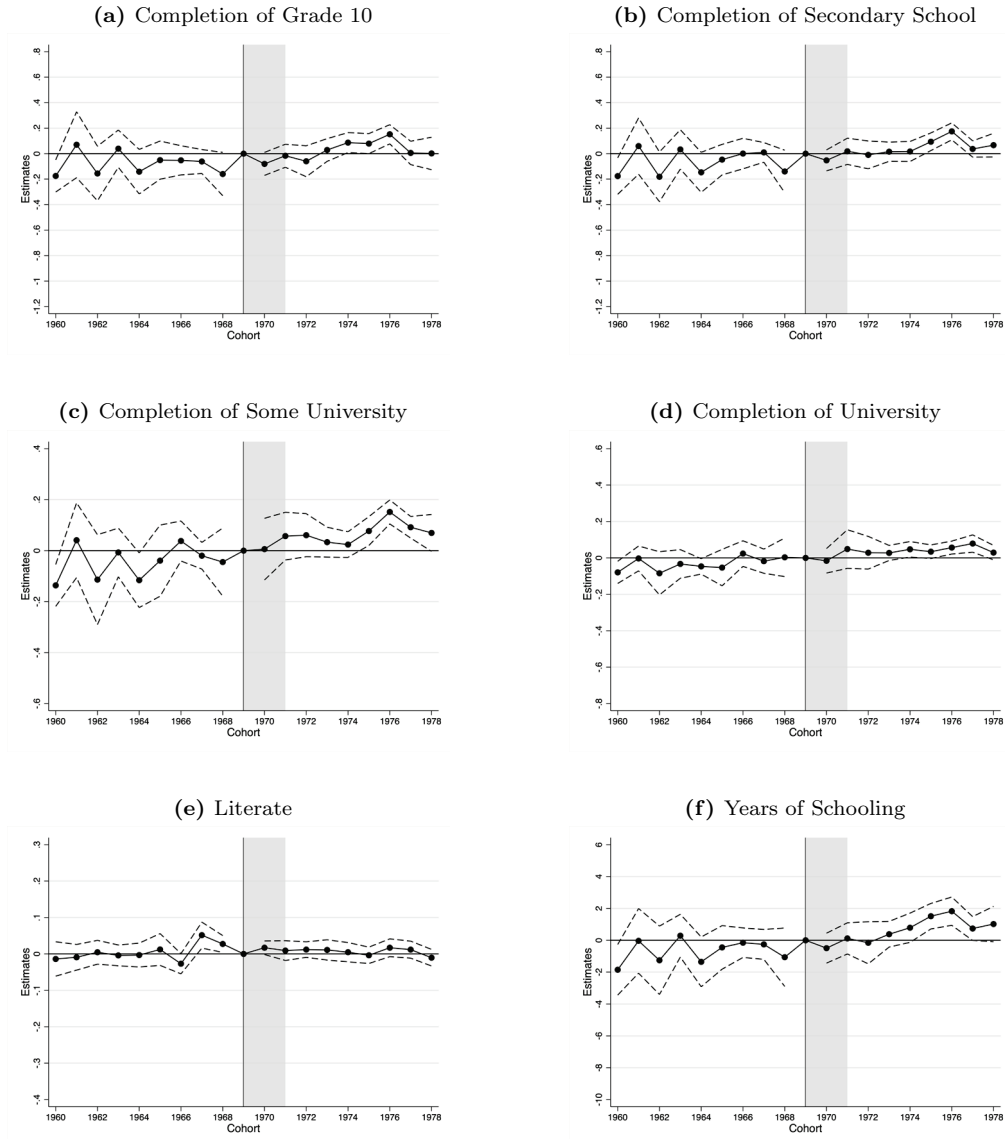 (a) Completion of Grade 10
.8
.6
.4
.2
0
-.2
-.4
-.6
-.8
-1
-1.2
Estimates
1960 1962 1964 1966 1968 1970 1972 1974 1976 1978
Cohort
(b) Completion of Secondary School
.8
.6
.4
.2
0
-.2
-.4
-.6
-.8
-1
-1.2
Estimates
1960 1962 1964 1966 1968 1970 1972 1974 1976 1978
Cohort
(c) Completion of Some University
.4
.2
0
-.2
-.4
-.6
Estimates
1960 1962 1964 1966 1968 1970 1972 1974 1976 1978
Cohort
(d) Completion of University
.6
.4
.2
0
-.2
-.4
-.6
-.8
Estimates
1960 1962 1964 1966 1968 1970 1972 1974 1976 1978
Cohort
(e) Literate
.3
.2
.1
0
-.1
-.2
-.3
-.4
Estimates
1960 1962 1964 1966 1968 1970 1972 1974 1976 1978
Cohort
(f) Years of Schooling
6
4
2
0
-2
-4
-6
-8
-10
Estimates
1960 1962 1964 1966 1968 1970 1972 1974 1976 1978
Cohort